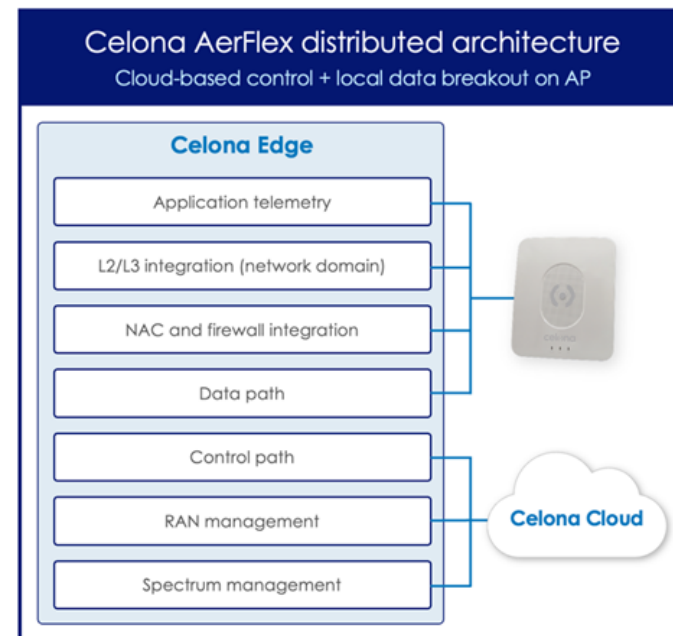 Celona AerFlex distributed architecture
Cloud-based control + local data breakout on AP
Celona Edge
Application telemetry
L2/L3 integration (network domain)
NAC and firewall integration
Data path
Control path
RAN management
Spectrum management
Celona Cloud